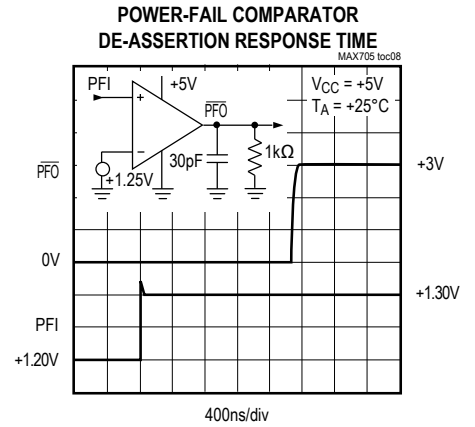 POWER-FAIL COMPARATOR
DE-ASSERTION RESPONSE TIME
MAX705 toc08
PFI
+5V
VCC = +5V
TA = +25°C
+
PFO
−
30pF
1kΩ
+1.25V
PFO
+3V
0V
+1.30V
PFI
+1.20V
400ns/div